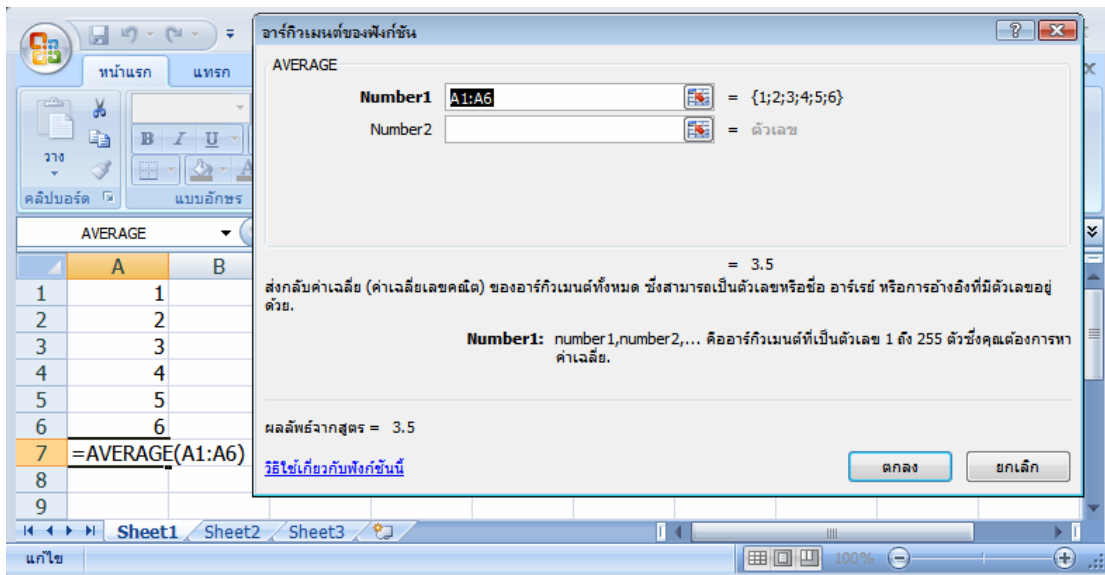 อาร์กิวเมนต์ของฟังก์ชัน
หน้าแรก แทรก
วาง
B I U
คลิปบอร์ด แบบอักษร
AVERAGE
Number1 A1:A6 = {1;2;3;4;5;6}
Number2 = ตัวเลข
= 3.5
ส่งกลับค่าเฉลี่ย (ค่าเฉลี่ยเลขคณิต) ของอาร์กิวเมนต์ทั้งหมด ซึ่งสามารถเป็นตัวเลขหรือชื่อ อาร์เรย์ หรือการอ้างอิงที่มีตัวเลขอยู่
ด้วย.
Number1: number1,number2,... คืออาร์กิวเมนต์ที่เป็นตัวเลข 1 ถึง 255 ตัวซึ่งคุณต้องการหา
ค่าเฉลี่ย.
ผลลัพธ์จากสูตร = 3.5
วิธีใช้เกี่ยวกับฟังก์ชันนี้
ตกลง ยกเลิก
AVERAGE
A B
1 1
2 2
3 3
4 4
5 5
6 6
7 =AVERAGE(A1:A6)
8
9
Sheet1 Sheet2 Sheet3
แก้ไข 100%